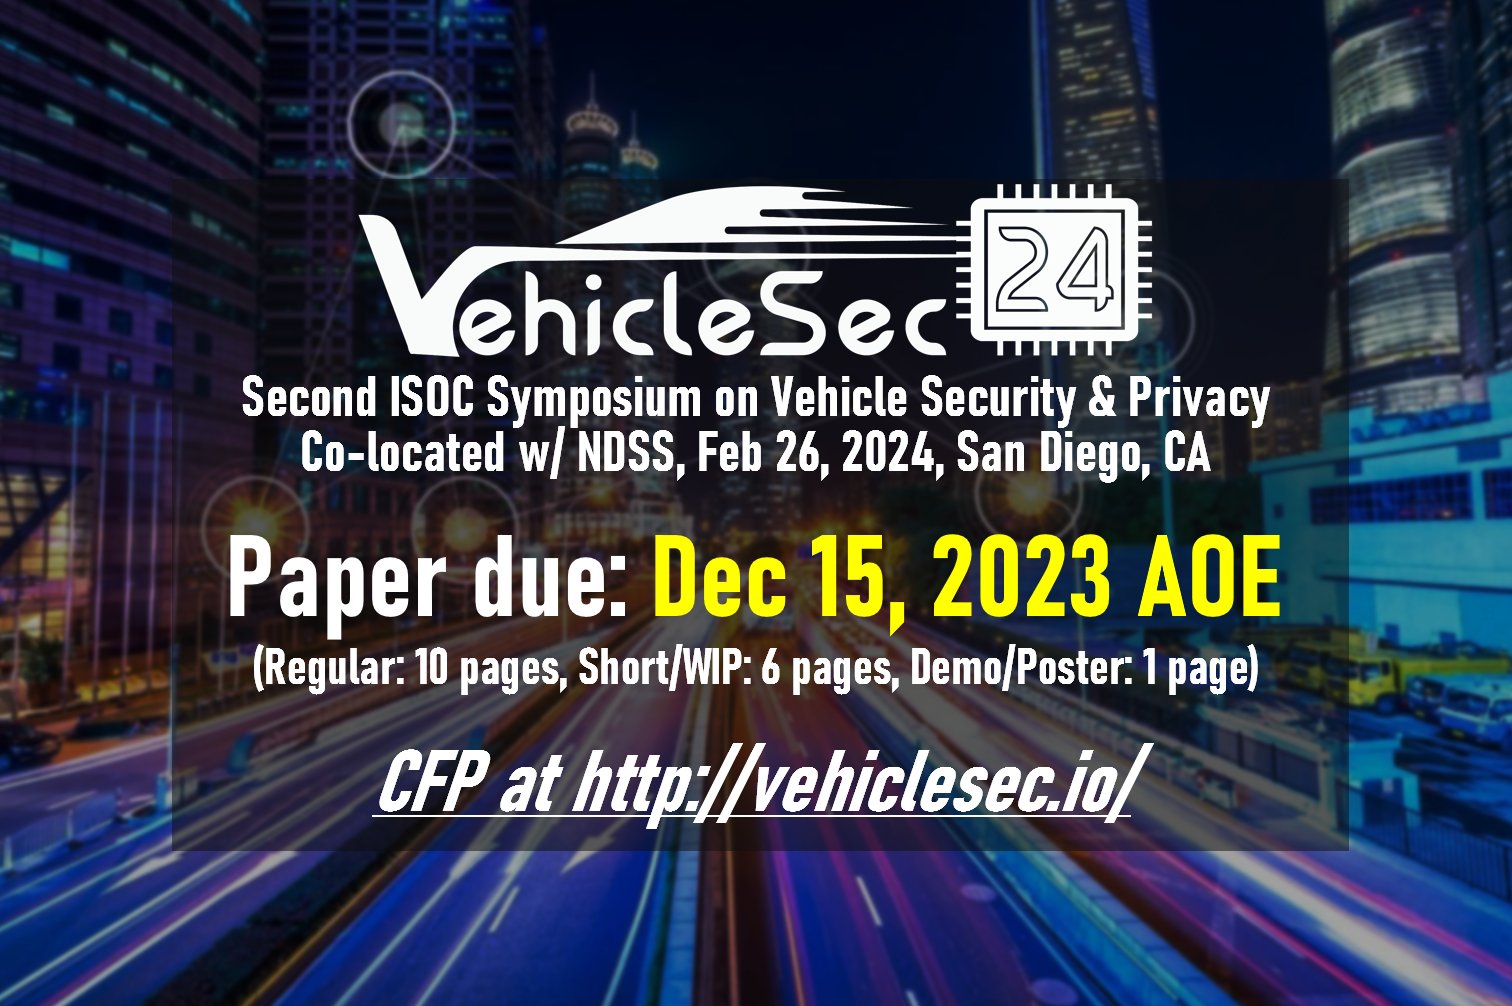 VehicleSec 24
Second ISOC Symposium on Vehicle Security & Privacy
Co-located w/ NDSS, Feb 26, 2024, San Diego, CA
Paper due: Dec 15, 2023 AOE
(Regular: 10 pages, Short/WIP: 6 pages, Demo/Poster: 1 page)
CFP at http://vehiclesec.io/